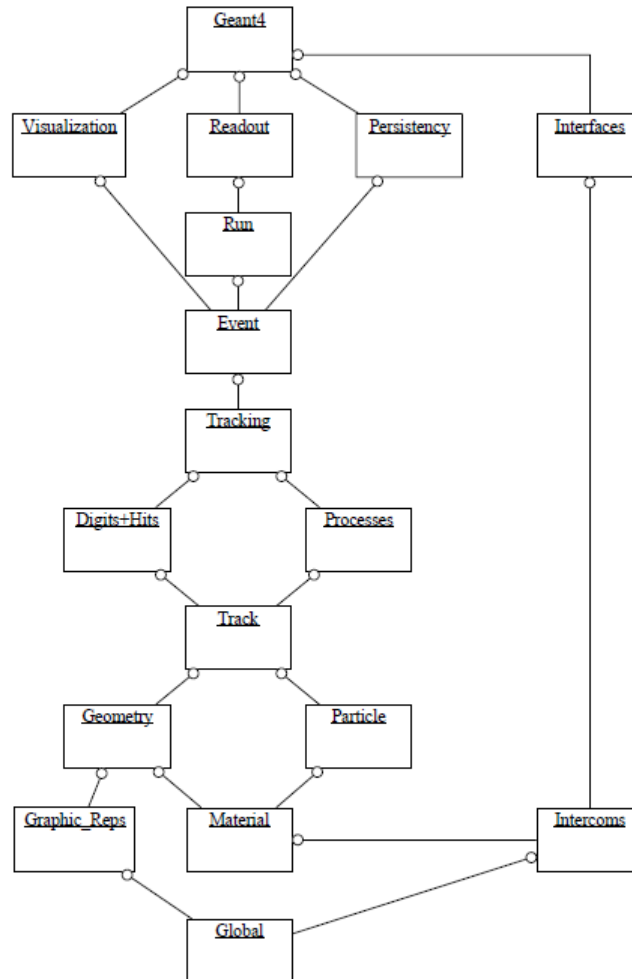 Geant4
Visualization
Readout
Persistency
Interfaces
Run
Event
Tracking
Digits+Hits
Processes
Track
Geometry
Particle
Graphic_Reps
Material
Intercoms
Global